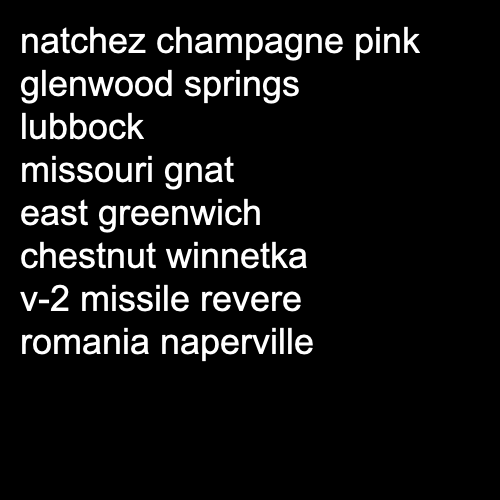 natchez champagne pink
glenwood springs
lubbock
missouri gnat
east greenwich
chestnut winnetka
v-2 missile revere
romania naperville